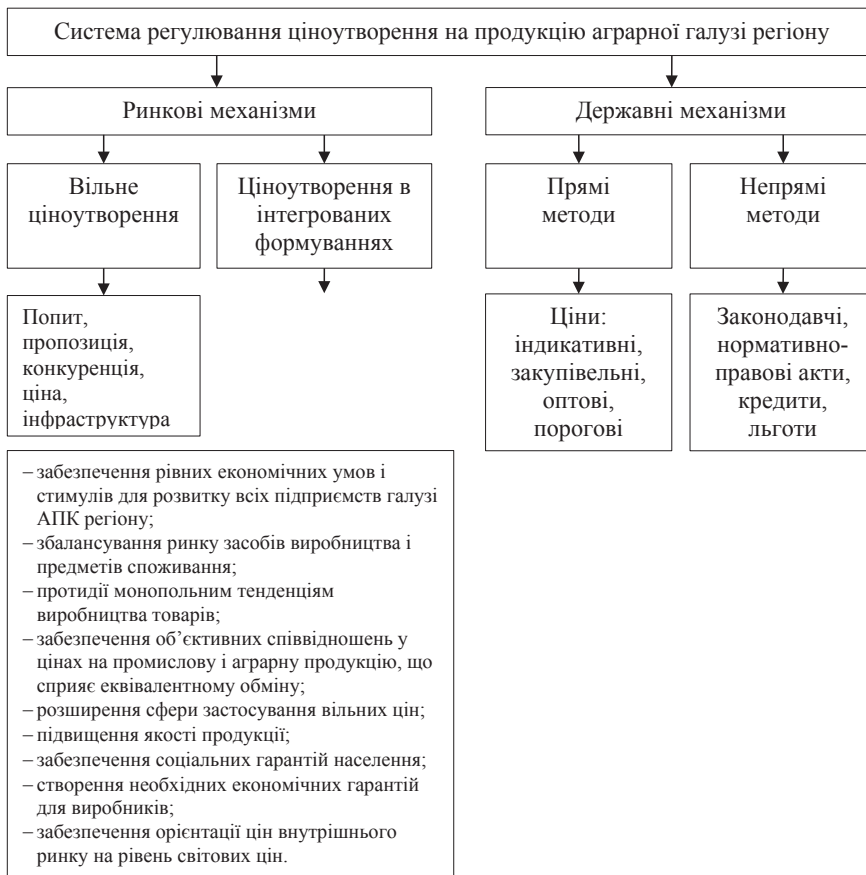 Система регулювання ціноутворення на продукцію аграрної галузі регіону
Ринкові механізми
Державні механізми
Вільне
ціноутворення
Ціноутворення в
інтегрованих
формуваннях
Прямі
методи
Непрямі
методи
Попит,
пропозиція,
конкуренція,
ціна,
інфраструктура
Ціни:
індикативні,
закупівельні,
оптові,
порогові
Законодавчі,
нормативно-
правові акти,
кредити,
льготи
– забезпечення рівних економічних умов і
стимулів для розвитку всіх підприємств галузі
АПК регіону;
– збалансування ринку засобів виробництва і
предметів споживання;
– протидії монопольним тенденціям
виробництва товарів;
– забезпечення об’єктивних співвідношень у
цінах на промислову і аграрну продукцію, що
сприяє еквівалентному обміну;
– розширення сфери застосування вільних цін;
– підвищення якості продукції;
– забезпечення соціальних гарантій населення;
– створення необхідних економічних гарантій
для виробників;
– забезпечення орієнтації цін внутрішнього
ринку на рівень світових цін.